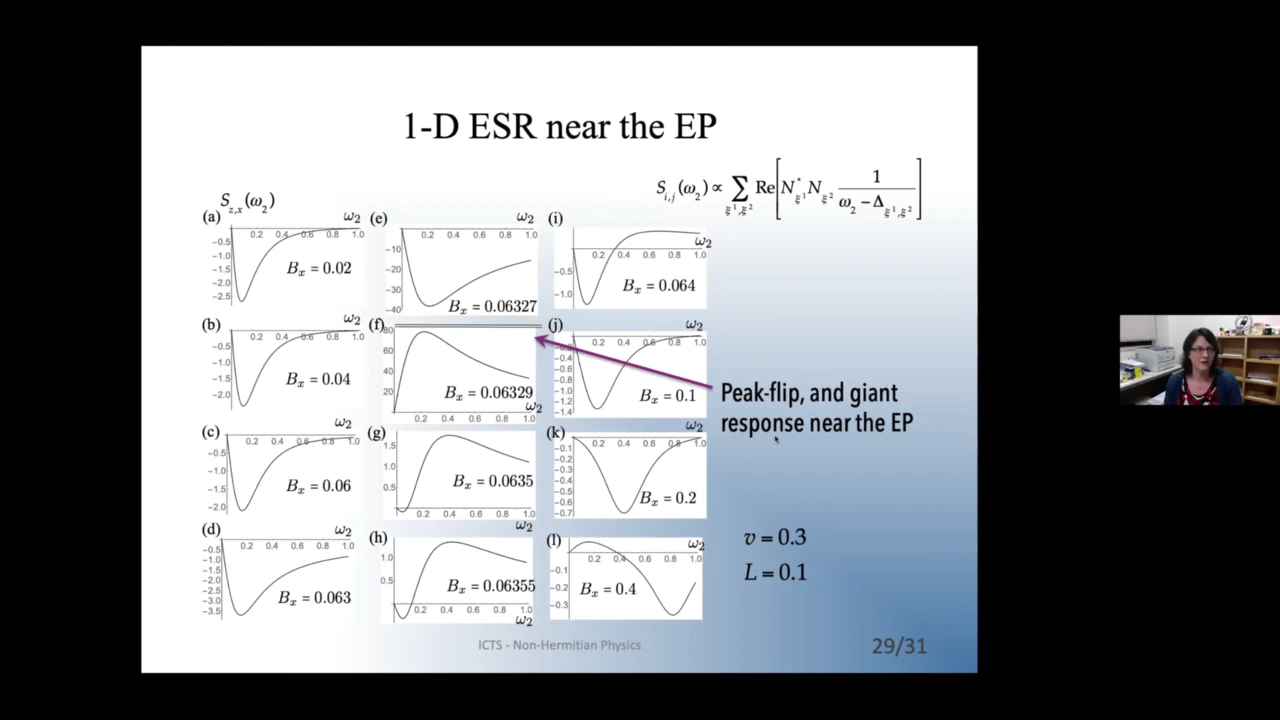 1-D ESR near the EP
S_{i,j}(ω₂) ∝ ∑_{ξ¹,ξ²} Re[N*_{ξ¹} N_{ξ²} 1/(ω₂ − Δ_{ξ¹,ξ²})]
S_{z,x}(ω₂)
(a) ω₂ 0.2 0.4 0.6 0.8 1.0
−0.5 −1.0 −1.5 −2.0 −2.5
B_x = 0.02
(b) ω₂ 0.2 0.4 0.6 0.8 1.0
−0.5 −1.0 −1.5 −2.0
B_x = 0.04
(c) ω₂ 0.2 0.4 0.6 0.8 1.0
−0.5 −1.0 −1.5 −2.0
B_x = 0.06
(d) ω₂ 0.2 0.4 0.6 0.8 1.0
−0.5 −1.0 −1.5 −2.0 −2.5 −3.0 −3.5
B_x = 0.063
(e) ω₂ 0.2 0.4 0.6 0.8 1.0
−10 −20 −30 −40
B_x = 0.06327
(f) 80 60 40 20
B_x = 0.06329
ω₂ 0.2 0.4 0.6 0.8 1.0
(g) 1.5 1.0 0.5
B_x = 0.0635
0.2 0.4 0.6 0.8 1.0
ω₂
(h) 1.0 0.5
B_x = 0.06355
0.2 0.4 0.6 0.8 1.0
ω₂
(i) ω₂ 0.2 0.4 0.6 0.8 1.0
−0.5 −1.0
B_x = 0.064
(j) ω₂ 0.2 0.4 0.6 0.8 1.0
−0.4 −0.6 −0.8 −1.0 −1.2 −1.4
B_x = 0.1
(k) ω₂ 0.2 0.4 0.6 0.8 1.0
−0.1 −0.2 −0.3 −0.4 −0.5 −0.6 −0.7
B_x = 0.2
(l) ω₂ 0.2 0.4 0.6 0.8 1.0
−0.1 −0.2 −0.3
B_x = 0.4
Peak-flip, and giant
response near the EP
v = 0.3
L = 0.1
ICTS - Non-Hermitian Physics
29/31